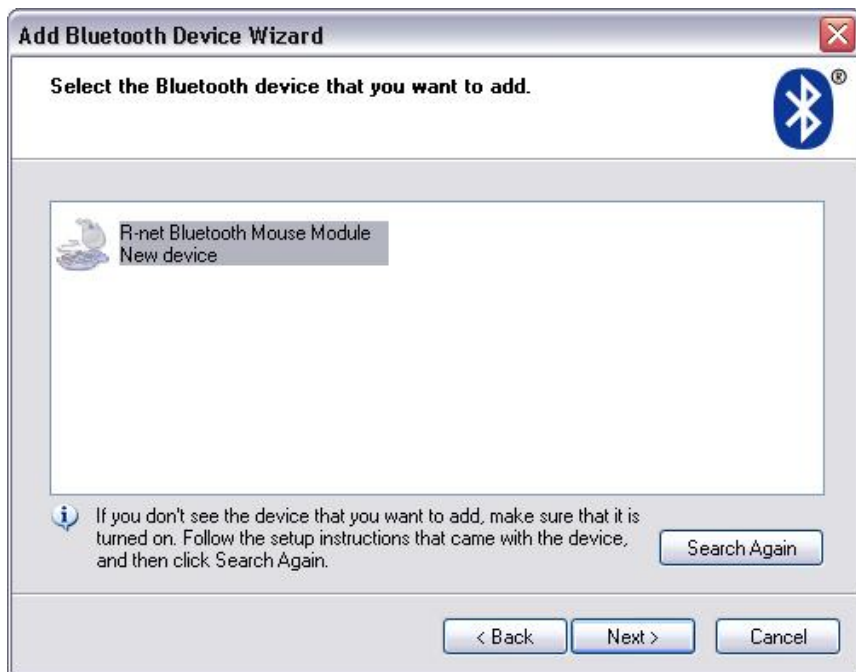 Add Bluetooth Device Wizard
Select the Bluetooth device that you want to add.
®
R-net Bluetooth Mouse Module
New device
If you don't see the device that you want to add, make sure that it is
turned on. Follow the setup instructions that came with the device,
and then click Search Again.
Search Again
< Back
Next >
Cancel